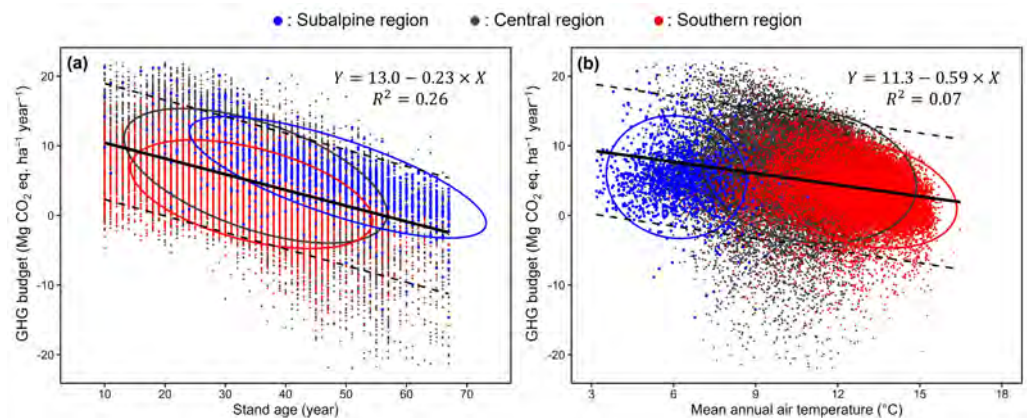 ● : Subalpine region ● : Central region ● : Southern region
(a)
Y = 13.0 − 0.23 × X
R² = 0.26
GHG budget (Mg CO₂ eq. ha⁻¹ year⁻¹)
20
10
0
-10
-20
10 20 30 40 50 60 70
Stand age (year)
(b)
Y = 11.3 − 0.59 × X
R² = 0.07
GHG budget (Mg CO₂ eq. ha⁻¹ year⁻¹)
20
10
0
-10
-20
3 6 9 12 15 18
Mean annual air temperature (°C)